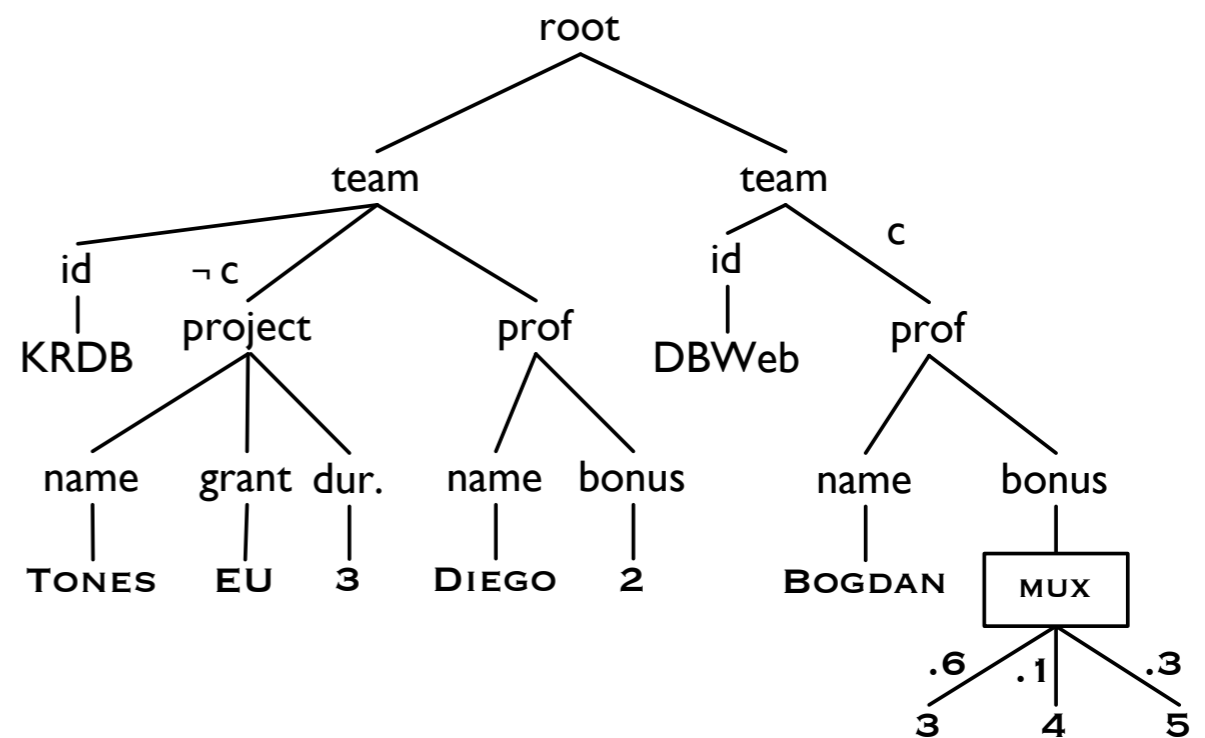 root
team team
c
id ¬ c id
project prof prof
KRDB DBWeb
name grant dur. name bonus name bonus
TONES EU 3 DIEGO 2 BOGDAN MUX
.6 .1 .3
3 4 5